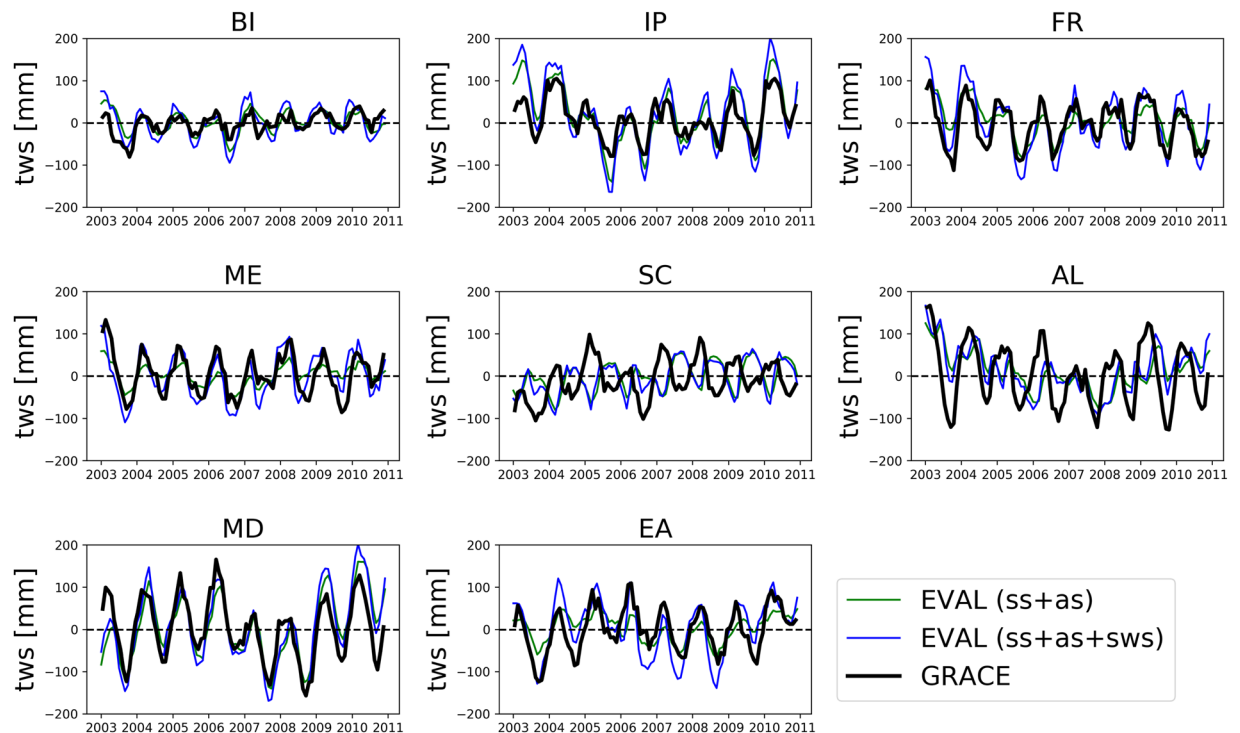 BI IP FR
tws [mm] 200 100 0 −100 −200 tws [mm] 200 100 0 −100 −200 tws [mm] 200 100 0 −100 −200
2003 2004 2005 2006 2007 2008 2009 2010 2011 2003 2004 2005 2006 2007 2008 2009 2010 2011 2003 2004 2005 2006 2007 2008 2009 2010 2011
ME SC AL
tws [mm] 200 100 0 −100 −200 tws [mm] 200 100 0 −100 −200 tws [mm] 200 100 0 −100 −200
2003 2004 2005 2006 2007 2008 2009 2010 2011 2003 2004 2005 2006 2007 2008 2009 2010 2011 2003 2004 2005 2006 2007 2008 2009 2010 2011
MD EA
tws [mm] 200 100 0 −100 −200 tws [mm] 200 100 0 −100 −200
2003 2004 2005 2006 2007 2008 2009 2010 2011 2003 2004 2005 2006 2007 2008 2009 2010 2011
EVAL (ss+as)
EVAL (ss+as+sws)
GRACE